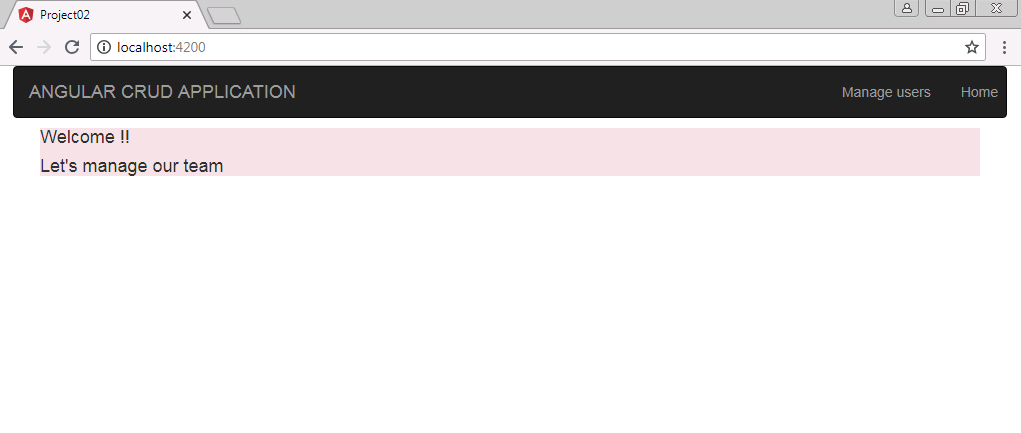 Project02
localhost:4200
ANGULAR CRUD APPLICATION Manage users Home
Welcome !!
Let's manage our team